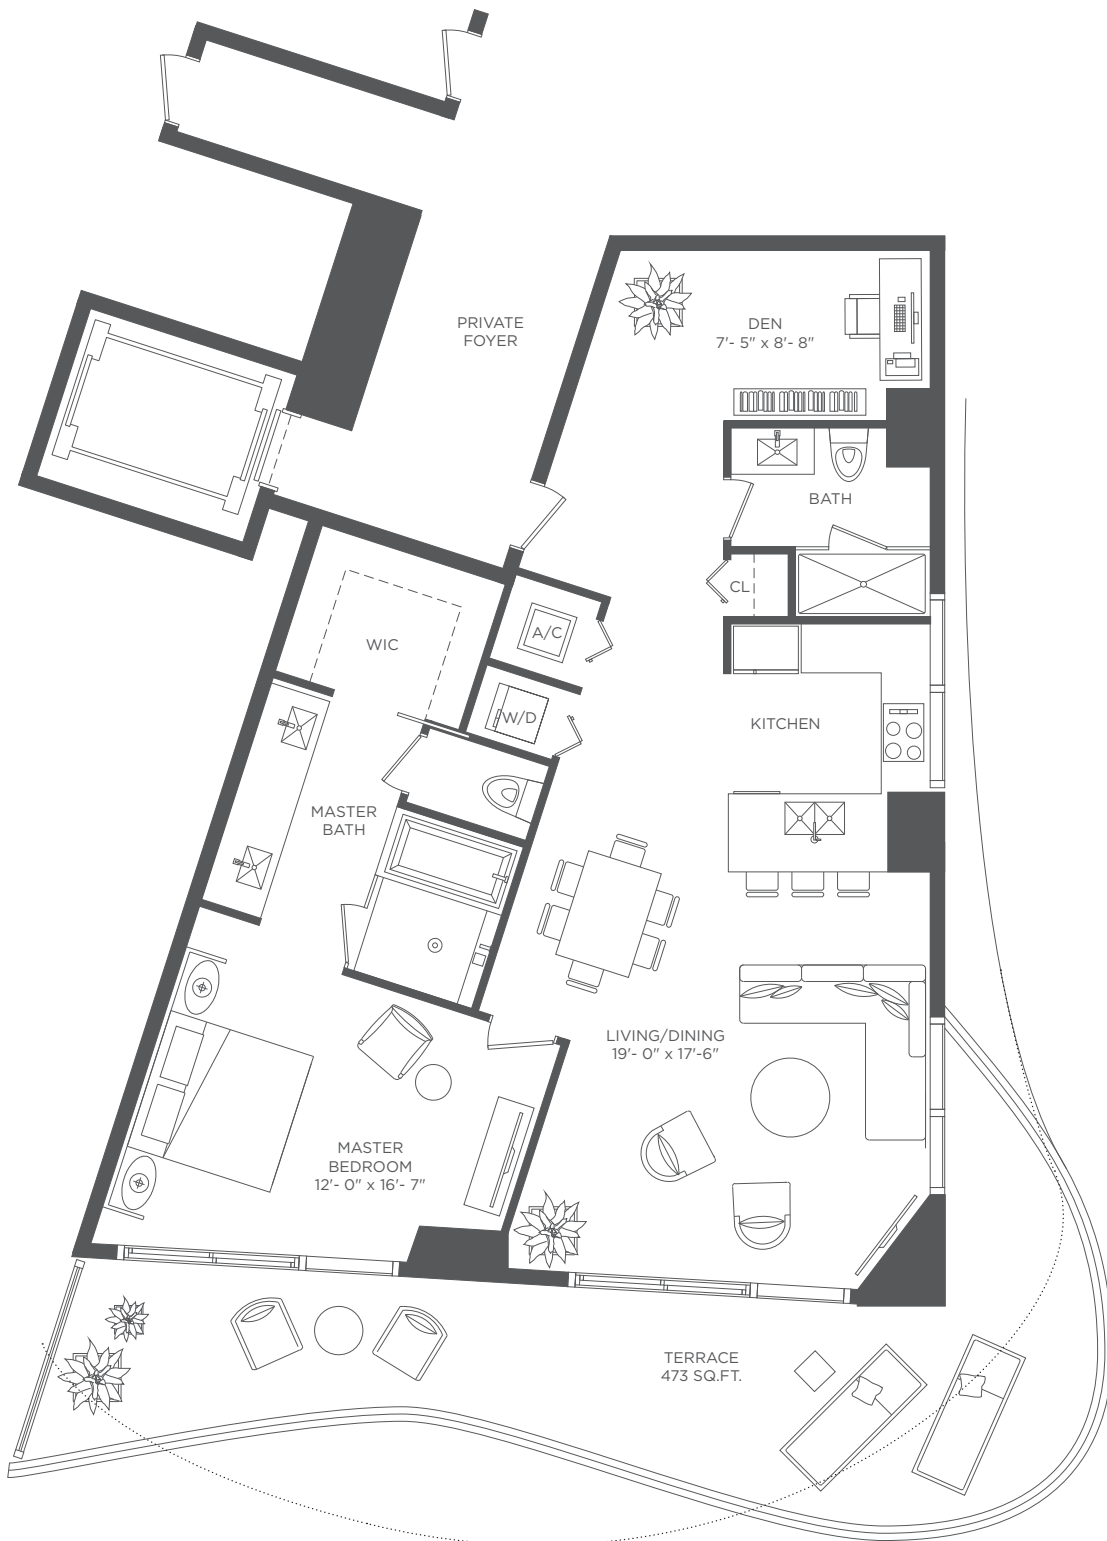 PRIVATE
FOYER
DEN
7'- 5" x 8'- 8"
BATH
CL
A/C
WIC
W/D
KITCHEN
MASTER
BATH
LIVING/DINING
19'- 0" x 17'-6"
MASTER
BEDROOM
12'- 0" x 16'- 7"
TERRACE
473 SQ.FT.